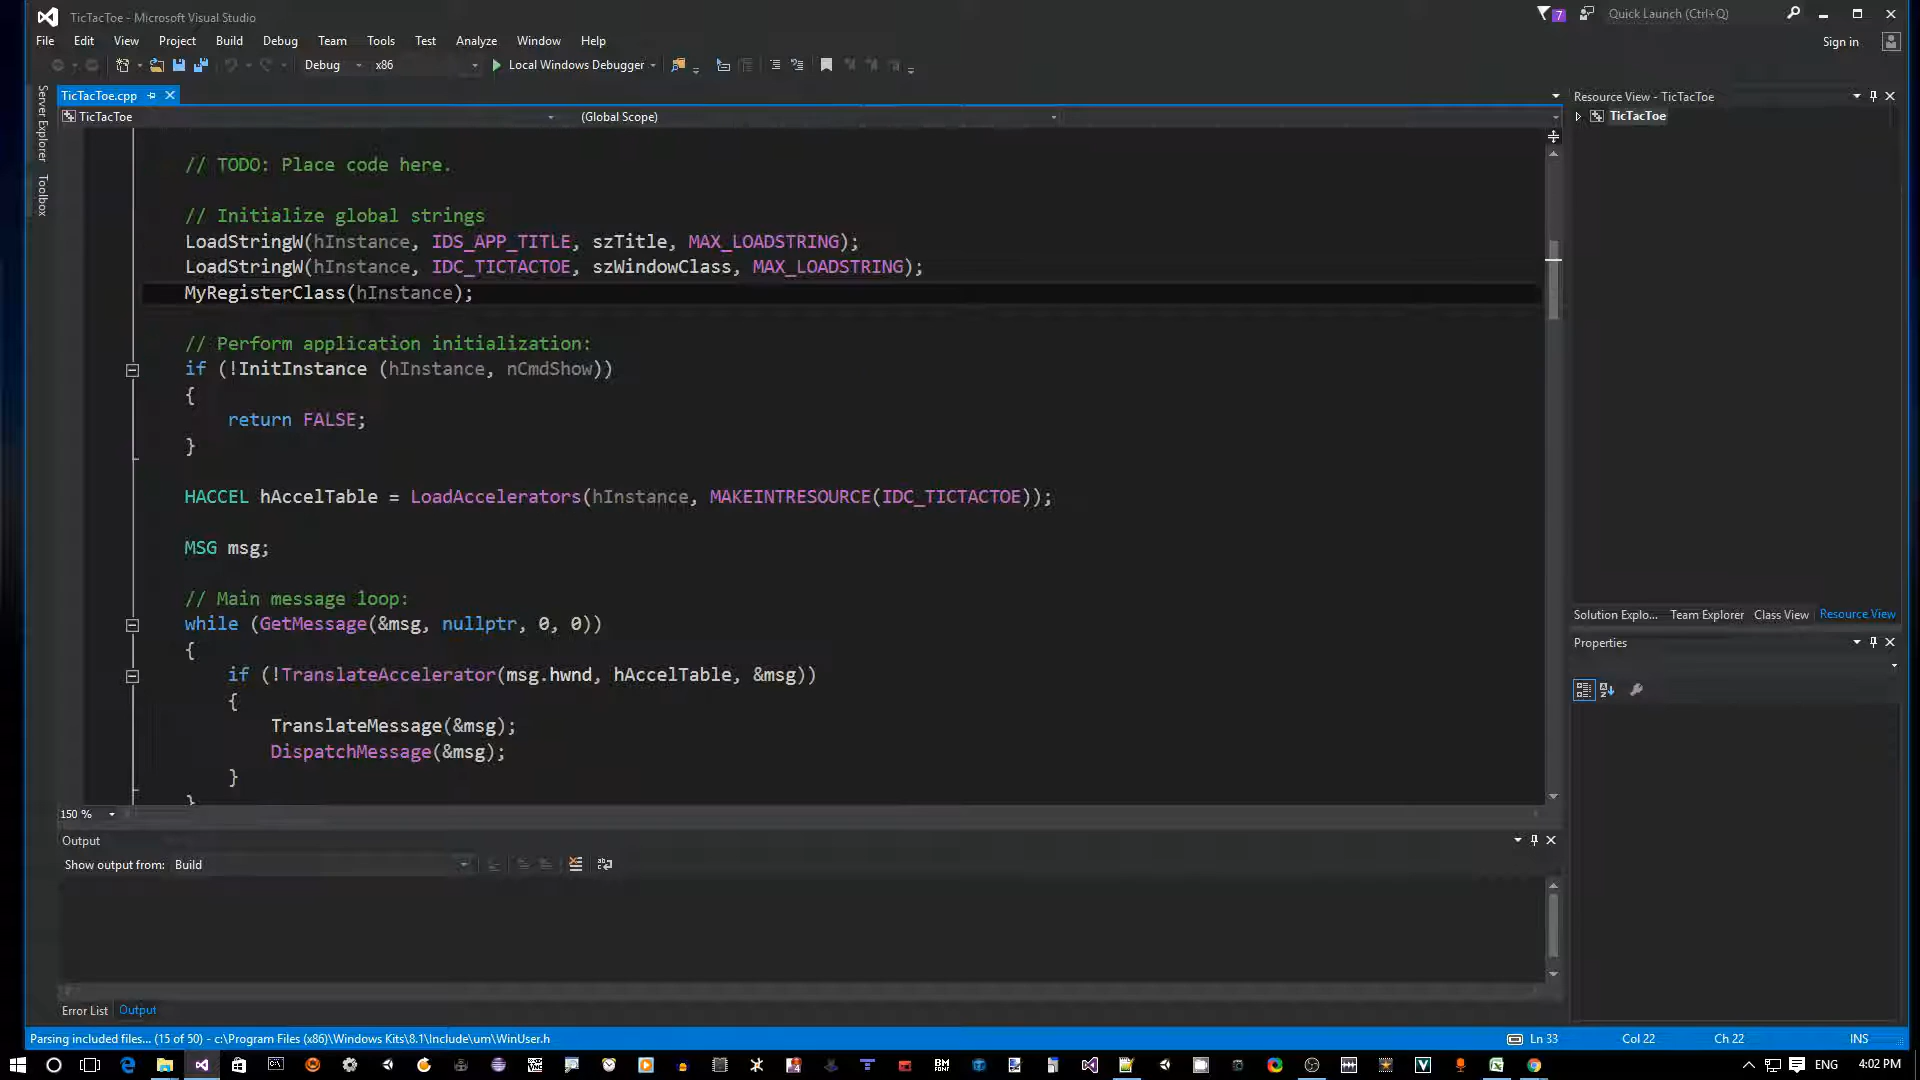 TicTacToe - Microsoft Visual Studio
7
Quick Launch (Ctrl+Q)
File Edit View Project Build Debug Team Tools Test Analyze Window Help
Sign in
Debug x86 Local Windows Debugger
Server Explorer
Toolbox
TicTacToe.cpp
TicTacToe (Global Scope)
// TODO: Place code here.
// Initialize global strings
LoadStringW(hInstance, IDS_APP_TITLE, szTitle, MAX_LOADSTRING);
LoadStringW(hInstance, IDC_TICTACTOE, szWindowClass, MAX_LOADSTRING);
MyRegisterClass(hInstance);
// Perform application initialization:
if (!InitInstance (hInstance, nCmdShow))
{
return FALSE;
}
HACCEL hAccelTable = LoadAccelerators(hInstance, MAKEINTRESOURCE(IDC_TICTACTOE));
MSG msg;
// Main message loop:
while (GetMessage(&msg, nullptr, 0, 0))
{
if (!TranslateAccelerator(msg.hwnd, hAccelTable, &msg))
{
TranslateMessage(&msg);
DispatchMessage(&msg);
}
}
150 %
Resource View - TicTacToe
TicTacToe
Solution Explo... Team Explorer Class View Resource View
Properties
Output
Show output from: Build
Error List Output
Parsing included files... (15 of 50) - c:\Program Files (x86)\Windows Kits\8.1\Include\um\WinUser.h
Ln 33 Col 22 Ch 22 INS
ENG 4:02 PM